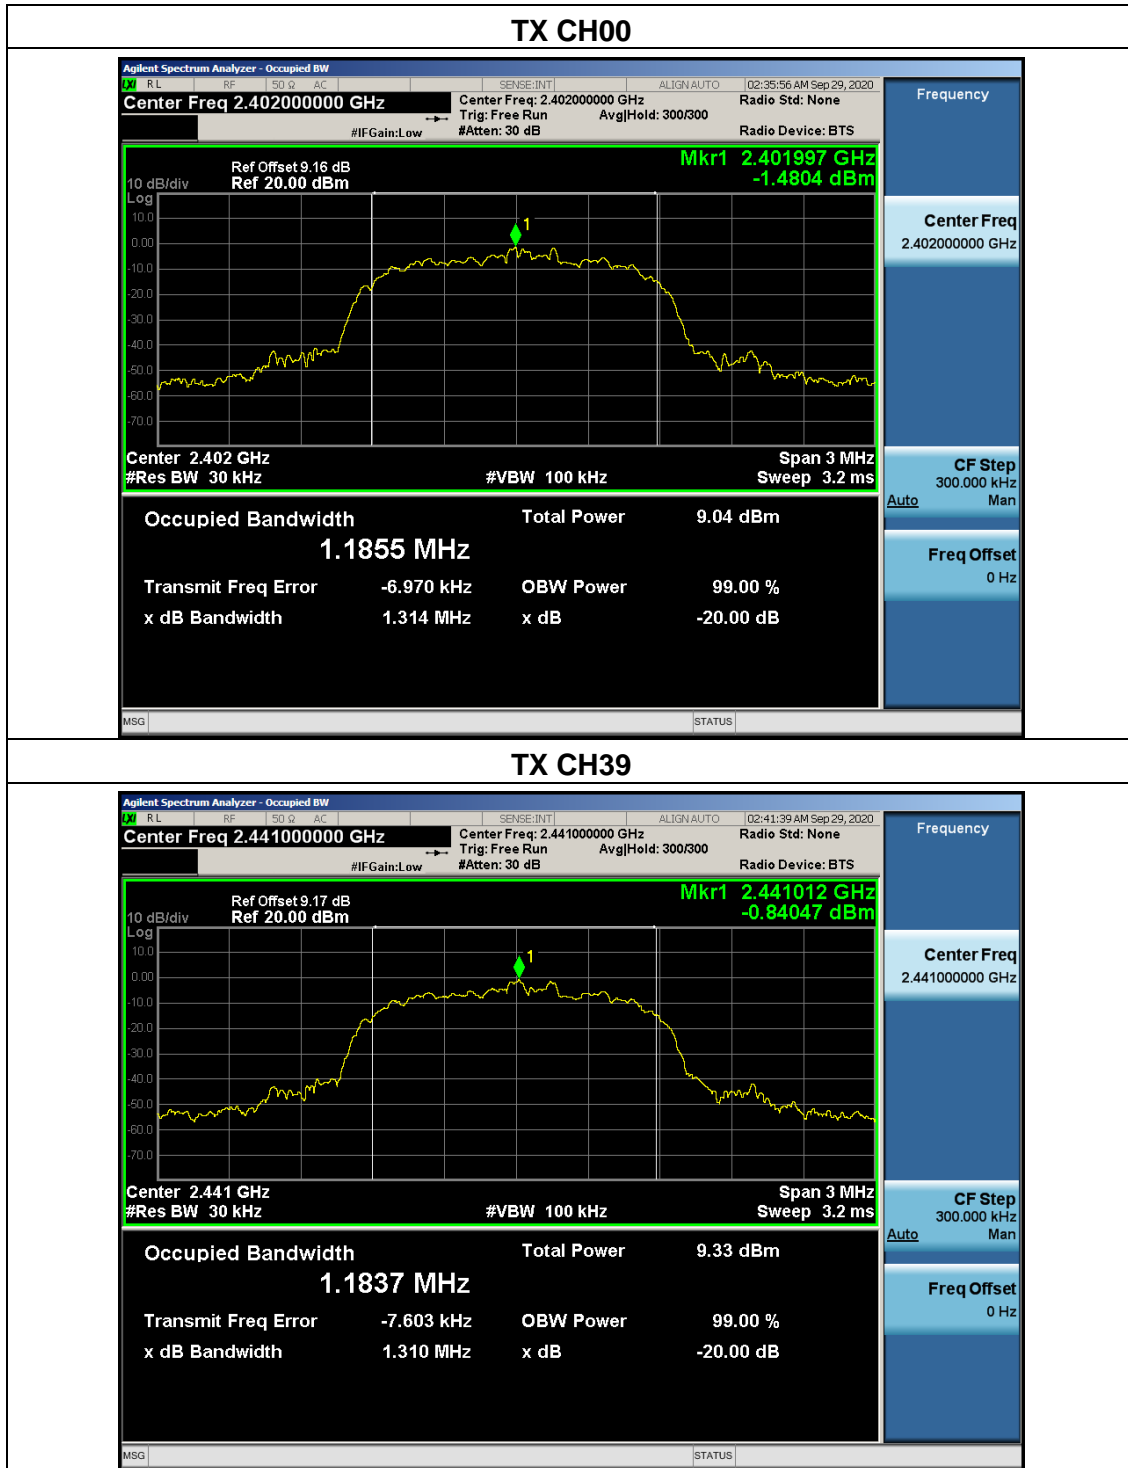 TX CH00
Agilent Spectrum Analyzer - Occupied BW
LXI RL RF 50 Ω AC SENSE:INT ALIGN AUTO 02:35:56 AM Sep 29, 2020
Center Freq 2.402000000 GHz
Center Freq: 2.402000000 GHz
Radio Std: None
Trig: Free Run Avg|Hold: 300/300
#IFGain:Low #Atten: 30 dB Radio Device: BTS
Frequency
Mkr1 2.401997 GHz
-1.4804 dBm
Ref Offset 9.16 dB
10 dB/div Ref 20.00 dBm
Log
10.0
0.00
-10.0
-20.0
-30.0
-40.0
-50.0
-60.0
-70.0
1
Center 2.402 GHz Span 3 MHz
#Res BW 30 kHz #VBW 100 kHz Sweep 3.2 ms
Occupied Bandwidth Total Power 9.04 dBm
1.1855 MHz
Transmit Freq Error -6.970 kHz OBW Power 99.00 %
x dB Bandwidth 1.314 MHz x dB -20.00 dB
Center Freq
2.402000000 GHz
CF Step
300.000 kHz
Auto Man
Freq Offset
0 Hz
MSG STATUS
TX CH39
Agilent Spectrum Analyzer - Occupied BW
LXI RL RF 50 Ω AC SENSE:INT ALIGN AUTO 02:41:39 AM Sep 29, 2020
Center Freq 2.441000000 GHz
Center Freq: 2.441000000 GHz
Radio Std: None
Trig: Free Run Avg|Hold: 300/300
#IFGain:Low #Atten: 30 dB Radio Device: BTS
Frequency
Mkr1 2.441012 GHz
-0.84047 dBm
Ref Offset 9.17 dB
10 dB/div Ref 20.00 dBm
Log
10.0
0.00
-10.0
-20.0
-30.0
-40.0
-50.0
-60.0
-70.0
1
Center 2.441 GHz Span 3 MHz
#Res BW 30 kHz #VBW 100 kHz Sweep 3.2 ms
Occupied Bandwidth Total Power 9.33 dBm
1.1837 MHz
Transmit Freq Error -7.603 kHz OBW Power 99.00 %
x dB Bandwidth 1.310 MHz x dB -20.00 dB
Center Freq
2.441000000 GHz
CF Step
300.000 kHz
Auto Man
Freq Offset
0 Hz
MSG STATUS